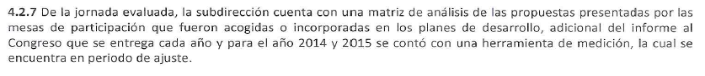 4.2.7 De la jornada evaluada, la subdirección cuenta con una matriz de análisis de las propuestas presentadas por las
mesas de participación que fueron acogidas o incorporadas en los planes de desarrollo, adicional del informe al
Congreso que se entrega cada año y para el año 2014 y 2015 se contó con una herramienta de medición, la cual se
encuentra en periodo de ajuste.